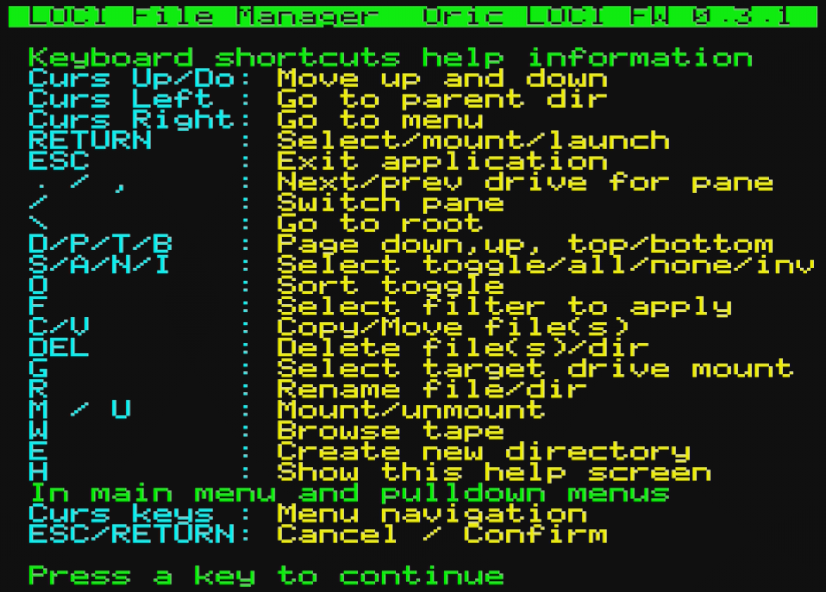 LOCI File Manager  Oric LOCI FW 0.3.1
Keyboard shortcuts help information
Curs Up/Do: Move up and down
Curs Left : Go to parent dir
Curs Right: Go to menu
RETURN    : Select/mount/launch
ESC       : Exit application
. / ,     : Next/prev drive for pane
/         : Switch pane
\         : Go to root
D/P/T/B   : Page down,up, top/bottom
S/A/N/I   : Select toggle/all/none/inv
O         : Sort toggle
F         : Select filter to apply
C/V       : Copy/Move file(s)
DEL       : Delete file(s)/dir
G         : Select target drive mount
R         : Rename file/dir
M / U     : Mount/unmount
W         : Browse tape
E         : Create new directory
H         : Show this help screen
In main menu and pulldown menus
Curs keys : Menu navigation
ESC/RETURN: Cancel / Confirm
Press a key to continue